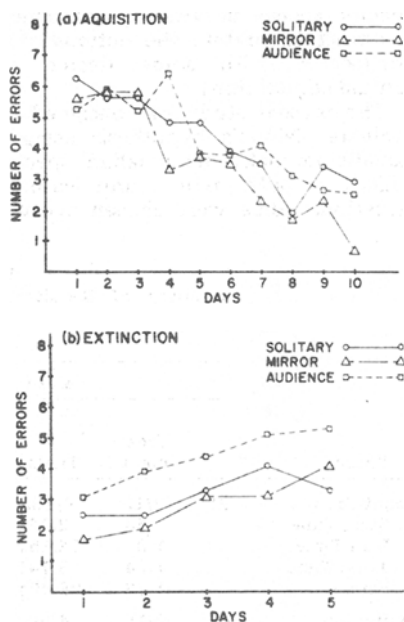 (a) AQUISITION
SOLITARY
MIRROR
AUDIENCE
NUMBER OF ERRORS
8
7
6
5
4
3
2
1
1 2 3 4 5 6 7 8 9 10
DAYS
(b) EXTINCTION
SOLITARY
MIRROR
AUDIENCE
NUMBER OF ERRORS
8
7
6
5
4
3
2
1
1 2 3 4 5
DAYS